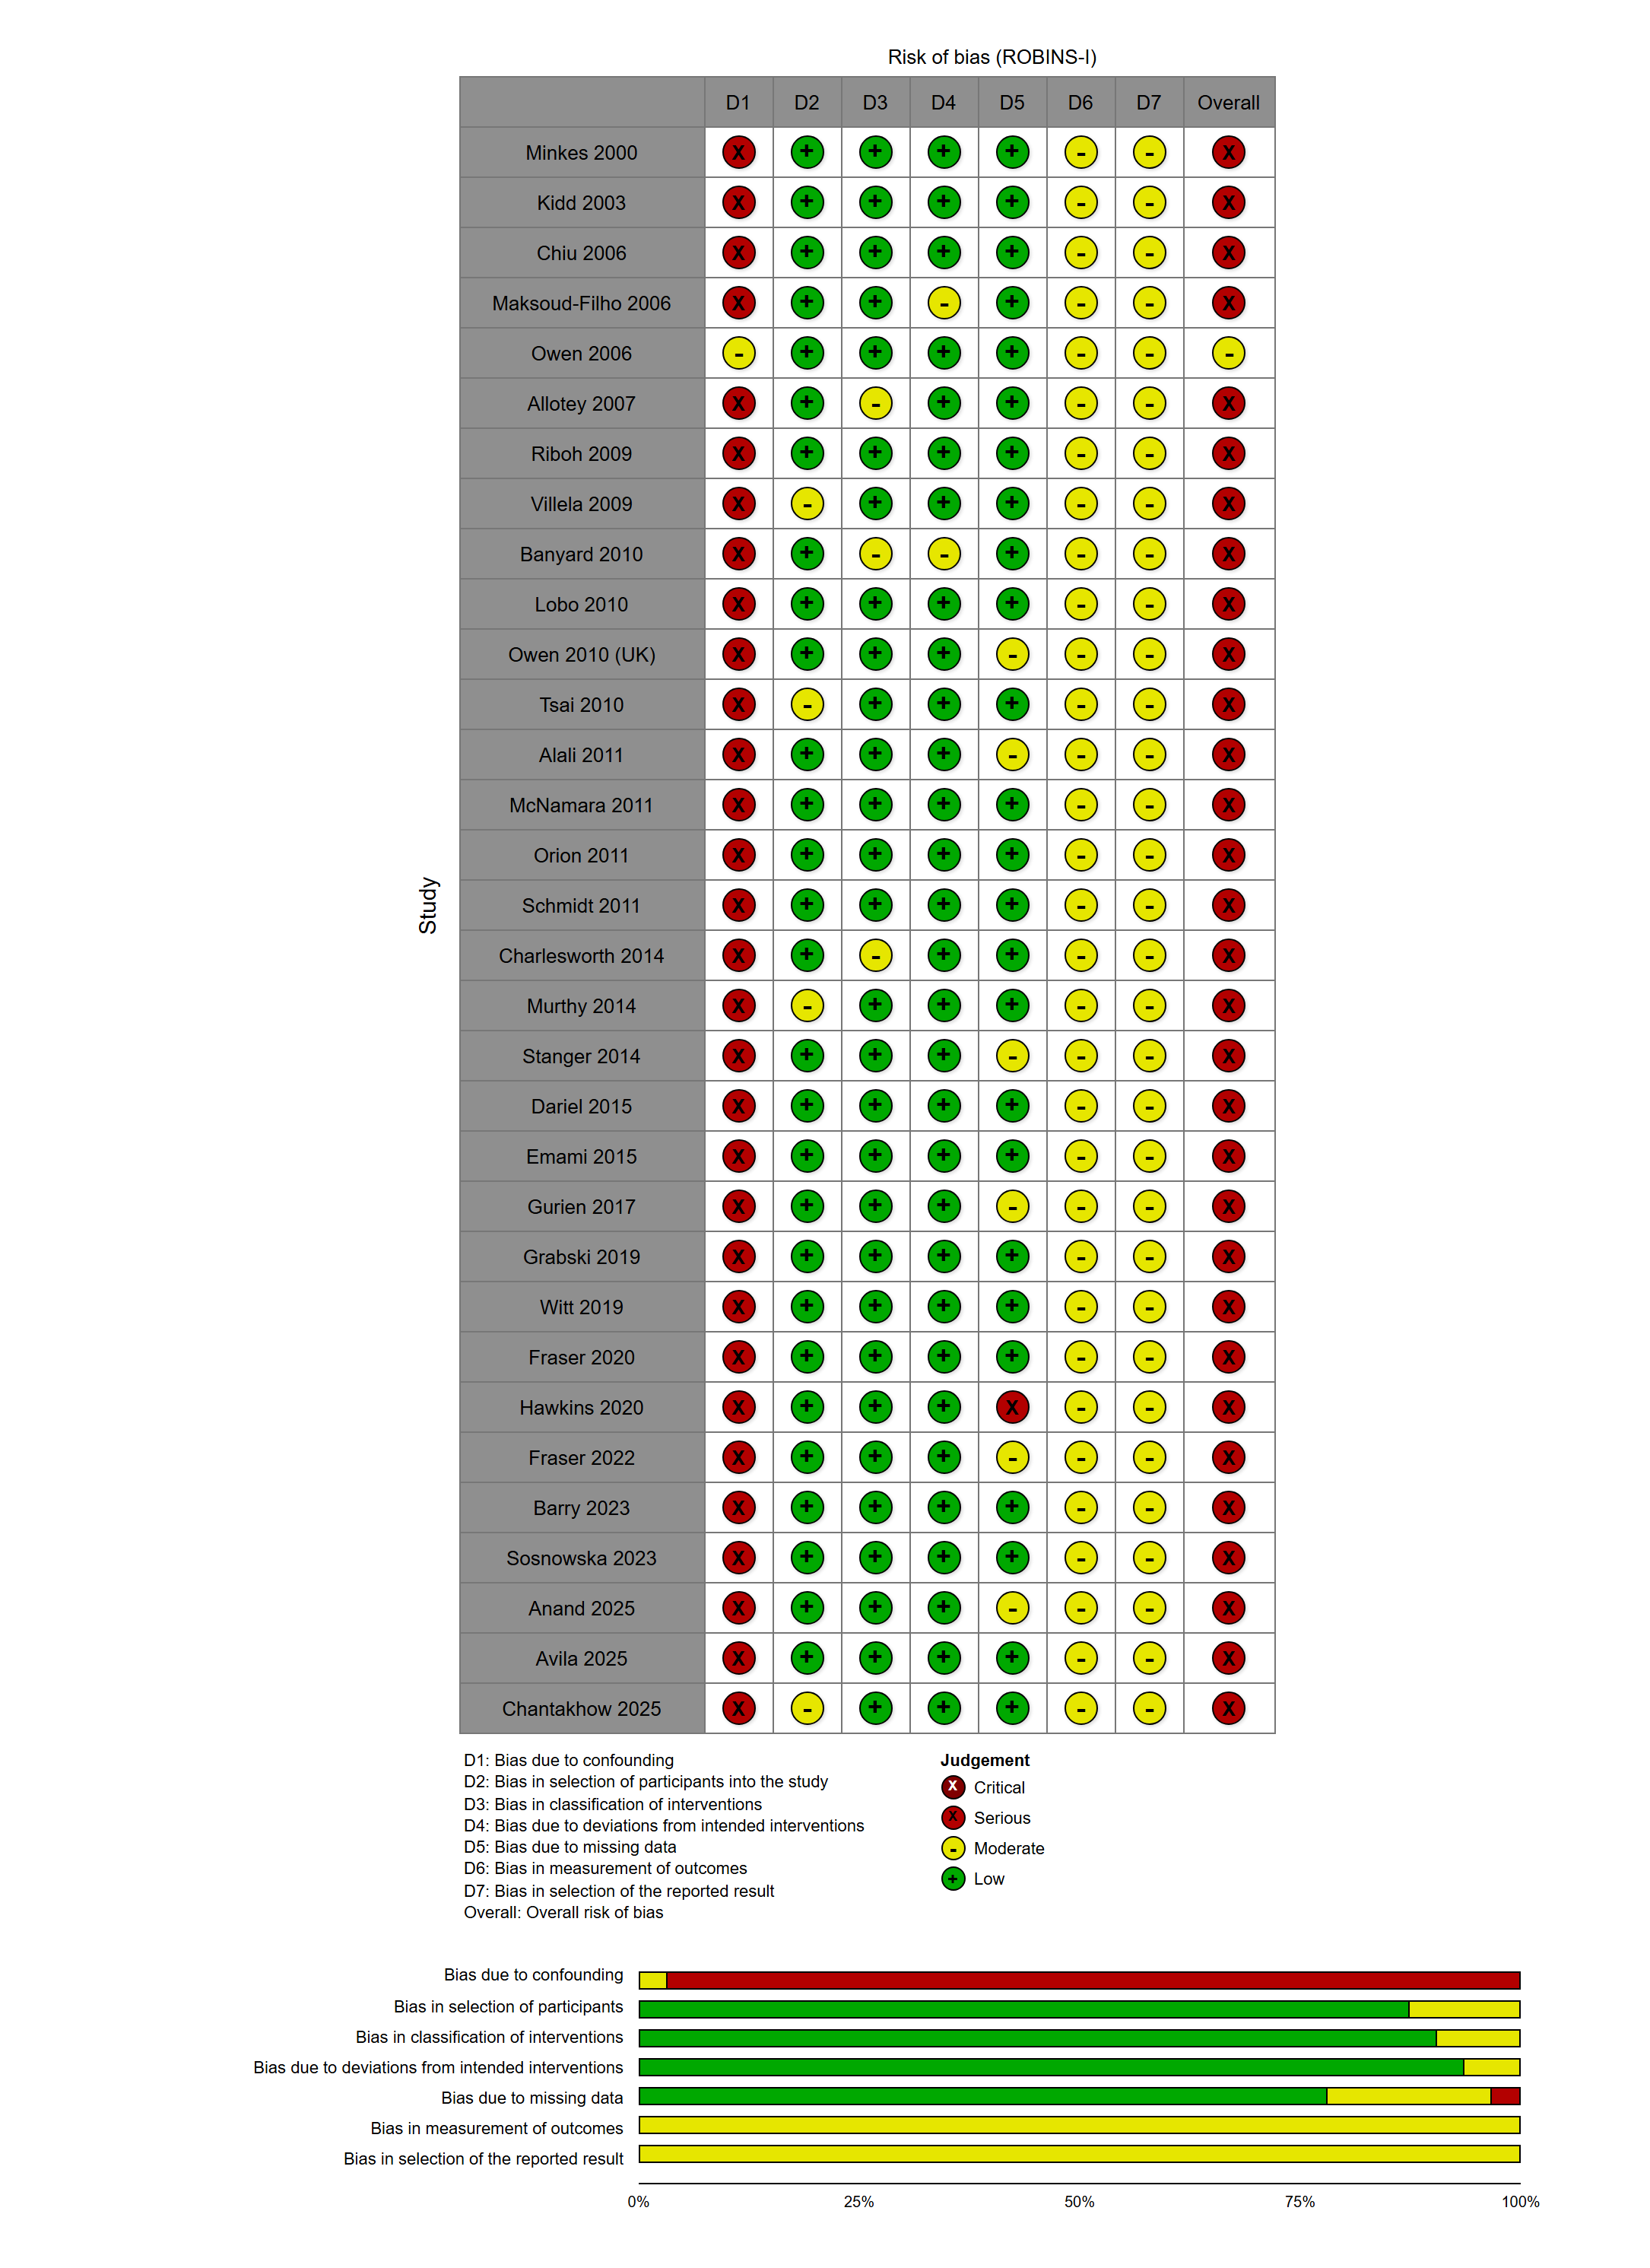 Risk of bias (ROBINS-I)
D1 D2 D3 D4 D5 D6 D7 Overall
Minkes 2000 X + + + + - - X
Kidd 2003 X + + + + - - X
Chiu 2006 X + + + + - - X
Maksoud-Filho 2006 X + + - + - - X
Owen 2006 - + + + + - - -
Allotey 2007 X + - + + - - X
Riboh 2009 X + + + + - - X
Villela 2009 X - + + + - - X
Banyard 2010 X + - - + - - X
Lobo 2010 X + + + + - - X
Owen 2010 (UK) X + + + - - - X
Tsai 2010 X - + + + - - X
Alali 2011 X + + + - - - X
McNamara 2011 X + + + + - - X
Orion 2011 X + + + + - - X
Schmidt 2011 X + + + + - - X
Charlesworth 2014 X + - + + - - X
Murthy 2014 X - + + + - - X
Stanger 2014 X + + + - - - X
Dariel 2015 X + + + + - - X
Emami 2015 X + + + + - - X
Gurien 2017 X + + + - - - X
Grabski 2019 X + + + + - - X
Witt 2019 X + + + + - - X
Fraser 2020 X + + + + - - X
Hawkins 2020 X + + + X - - X
Fraser 2022 X + + + - - - X
Barry 2023 X + + + + - - X
Sosnowska 2023 X + + + + - - X
Anand 2025 X + + + - - - X
Avila 2025 X + + + + - - X
Chantakhow 2025 X - + + + - - X
Study
D1: Bias due to confounding
D2: Bias in selection of participants into the study
D3: Bias in classification of interventions
D4: Bias due to deviations from intended interventions
D5: Bias due to missing data
D6: Bias in measurement of outcomes
D7: Bias in selection of the reported result
Overall: Overall risk of bias
Judgement
X Critical
X Serious
- Moderate
+ Low
Bias due to confounding
Bias in selection of participants
Bias in classification of interventions
Bias due to deviations from intended interventions
Bias due to missing data
Bias in measurement of outcomes
Bias in selection of the reported result
0% 25% 50% 75% 100%